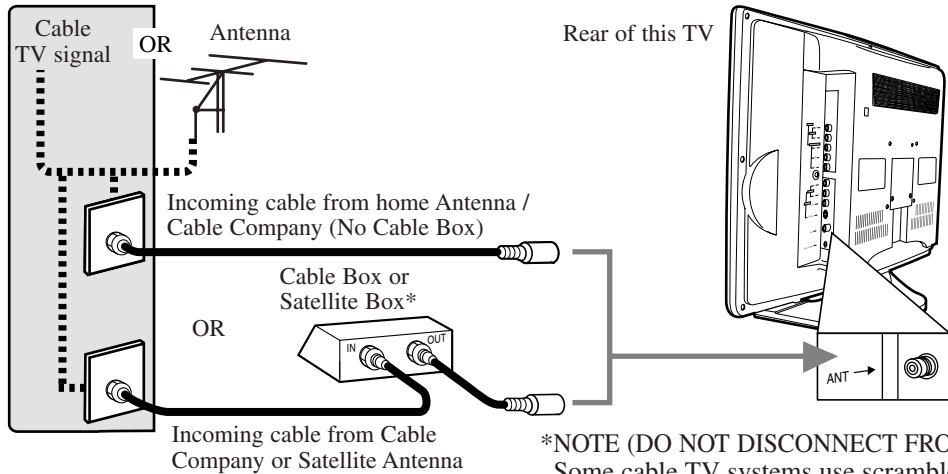 Cable
TV signal
OR
Antenna
Rear of this TV
Incoming cable from home Antenna /
Cable Company (No Cable Box)
Cable Box or
Satellite Box*
OR
IN
OUT
ANT
Incoming cable from Cable
Company or Satellite Antenna
*NOTE (DO NOT DISCONNECT
Some cable TV systems use